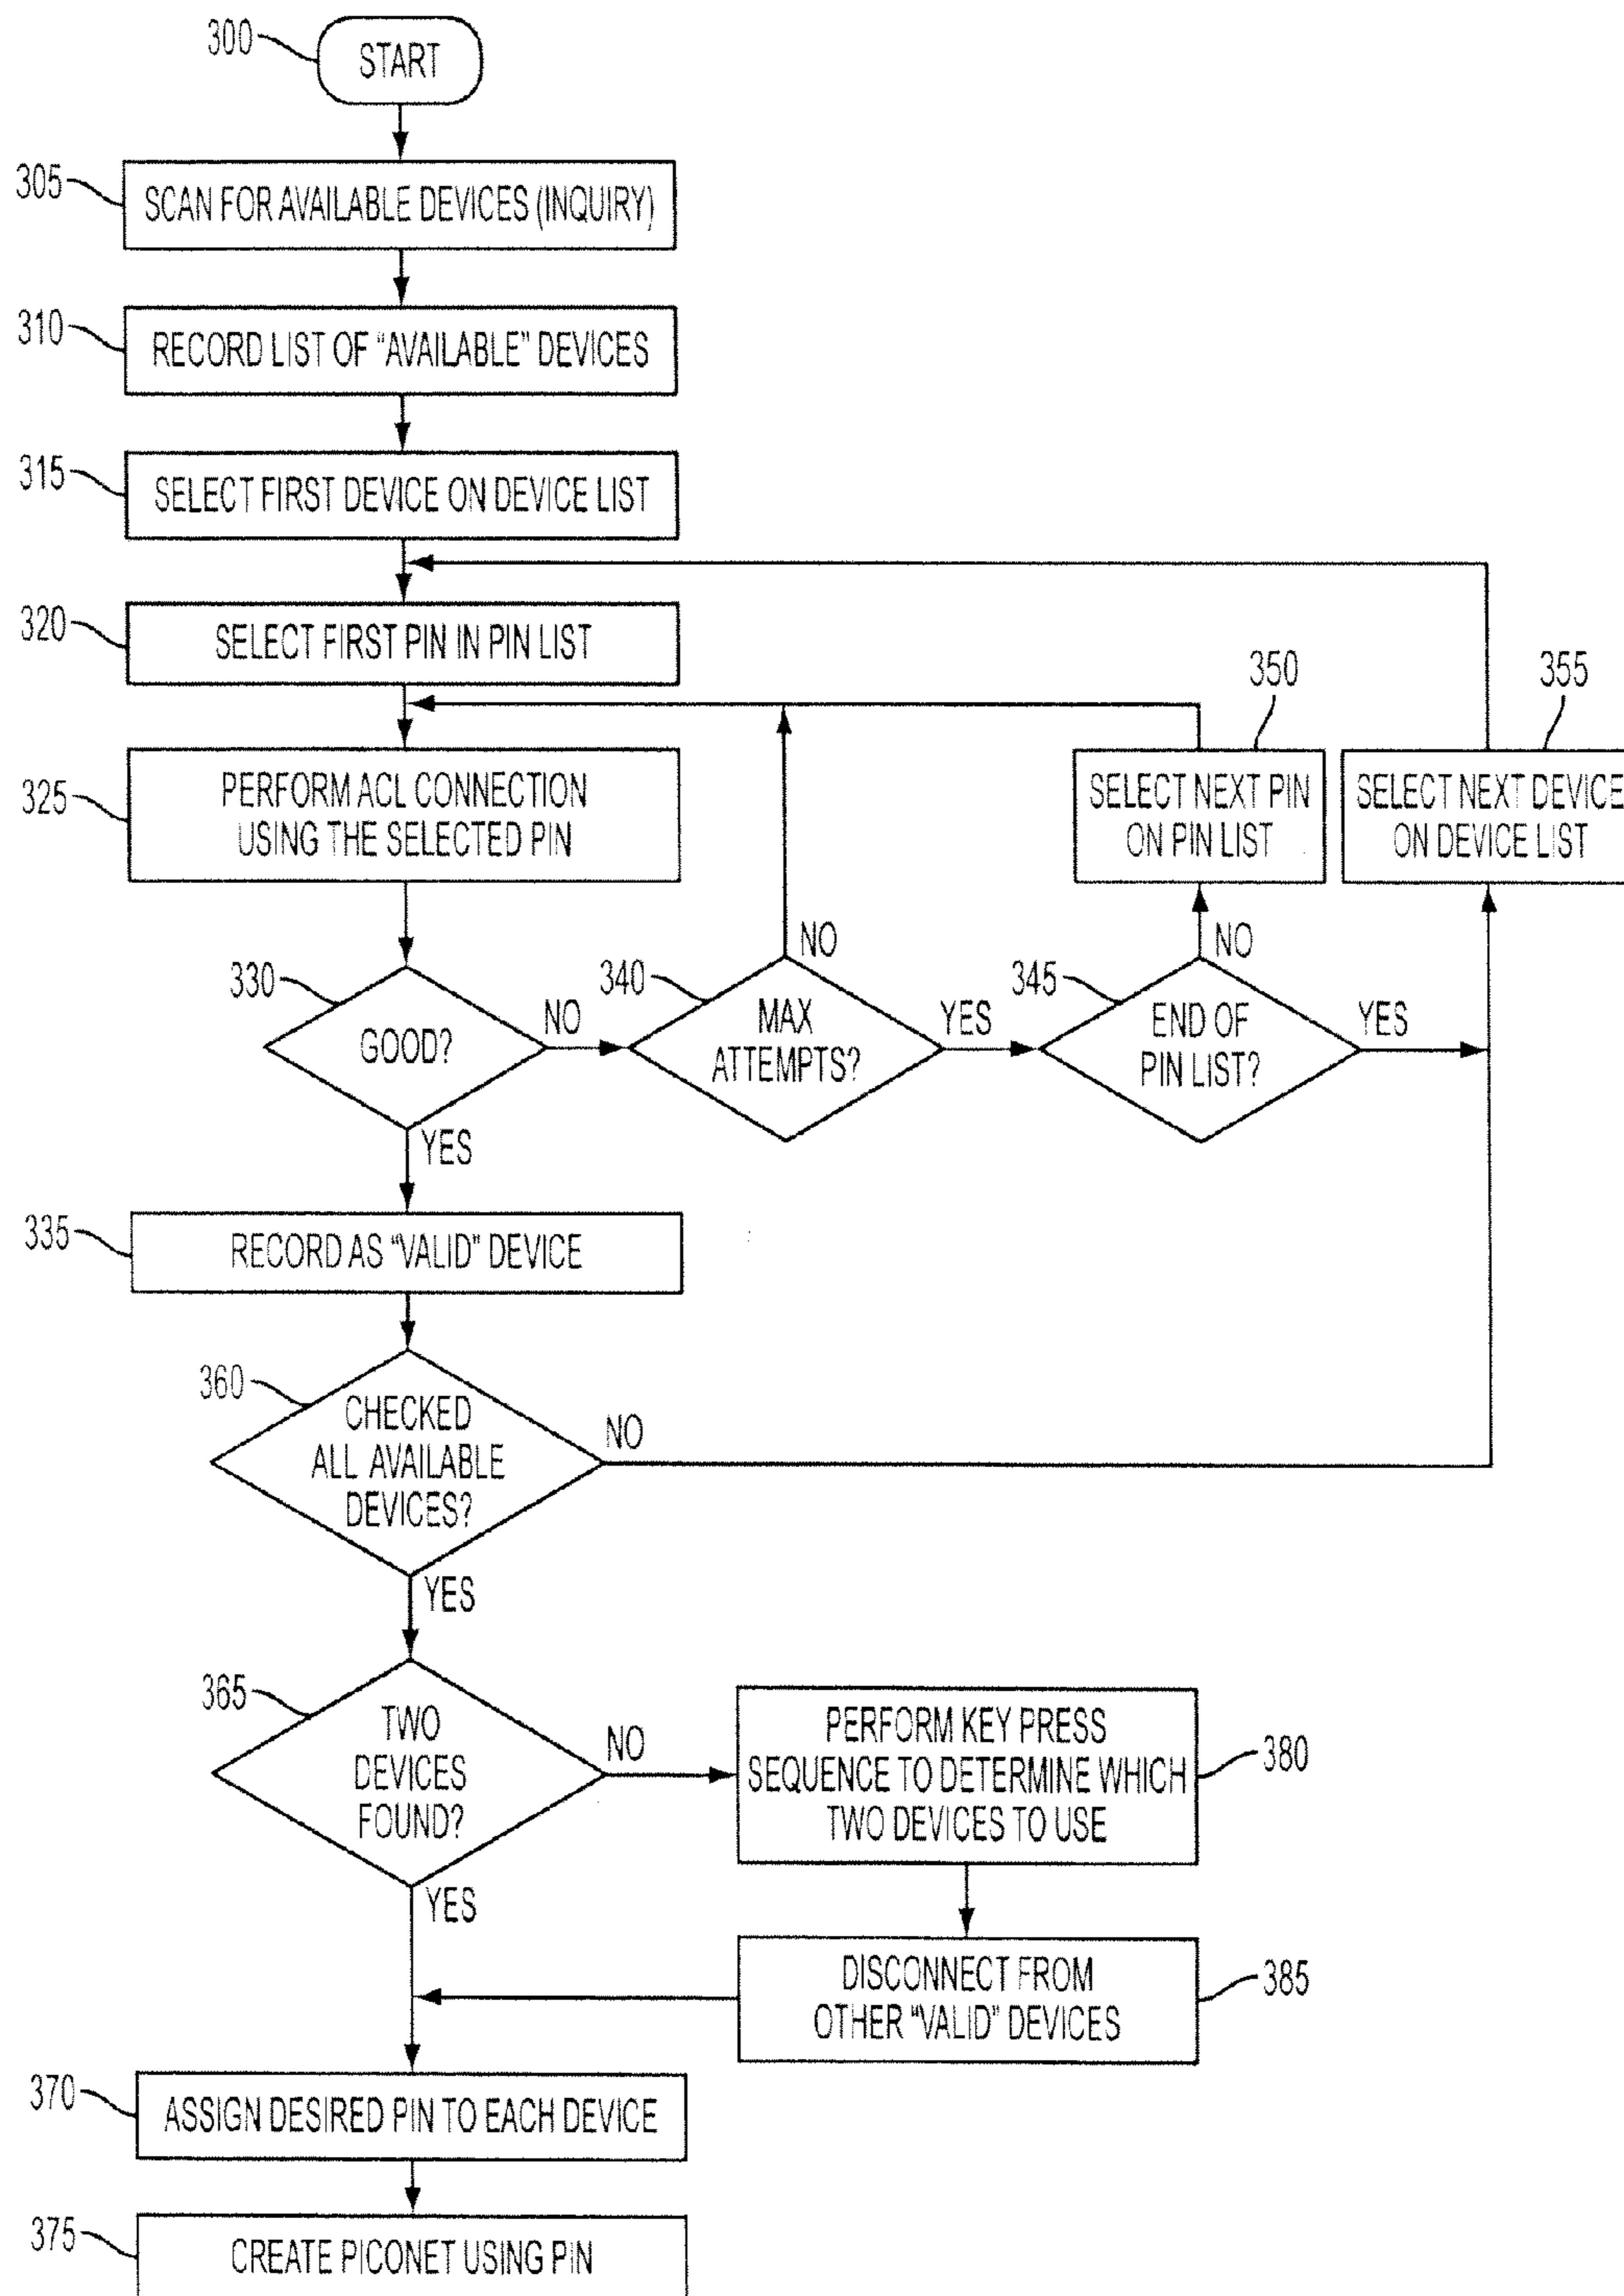 300
START
305
SCAN FOR AVAILABLE DEVICES (INQUIRY)
310
RECORD LIST OF “AVAILABLE” DEVICES
315
SELECT FIRST DEVICE ON DEVICE LIST
320
SELECT FIRST PIN IN PIN LIST
325
PERFORM ACL CONNECTION
USING THE SELECTED PIN
350
SELECT NEXT PIN
ON PIN LIST
355
SELECT NEXT DEVICE
ON DEVICE LIST
330
GOOD?
NO
YES
340
MAX
ATTEMPTS?
NO
YES
345
END OF
PIN LIST?
NO
YES
335
RECORD AS “VALID” DEVICE
360
CHECKED
ALL AVAILABLE
DEVICES?
NO
YES
365
TWO
DEVICES
FOUND?
NO
YES
PERFORM KEY PRESS
SEQUENCE TO DETERMINE WHICH
TWO DEVICES TO USE
380
DISCONNECT FROM
OTHER “VALID” DEVICES
385
370
ASSIGN DESIRED PIN TO EACH DEVICE
375
CREATE PICONET USING PIN